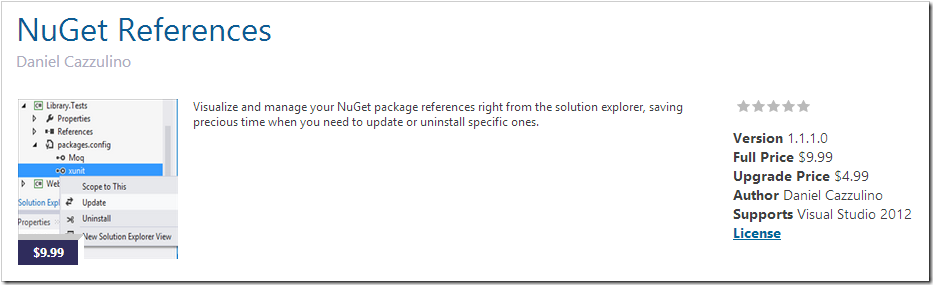 NuGet References
Daniel Cazzulino
Library.Tests
Properties
References
packages.config
Moq
xunit
Web
Scope to This
Update
Uninstall
New Solution Explorer View
Solution Expl
Properties
$9.99
Visualize and manage your NuGet package references right from the solution explorer, saving
precious time when you need to update or uninstall specific ones.
Version 1.1.1.0
Full Price $9.99
Upgrade Price $4.99
Author Daniel Cazzulino
Supports Visual Studio 2012
License